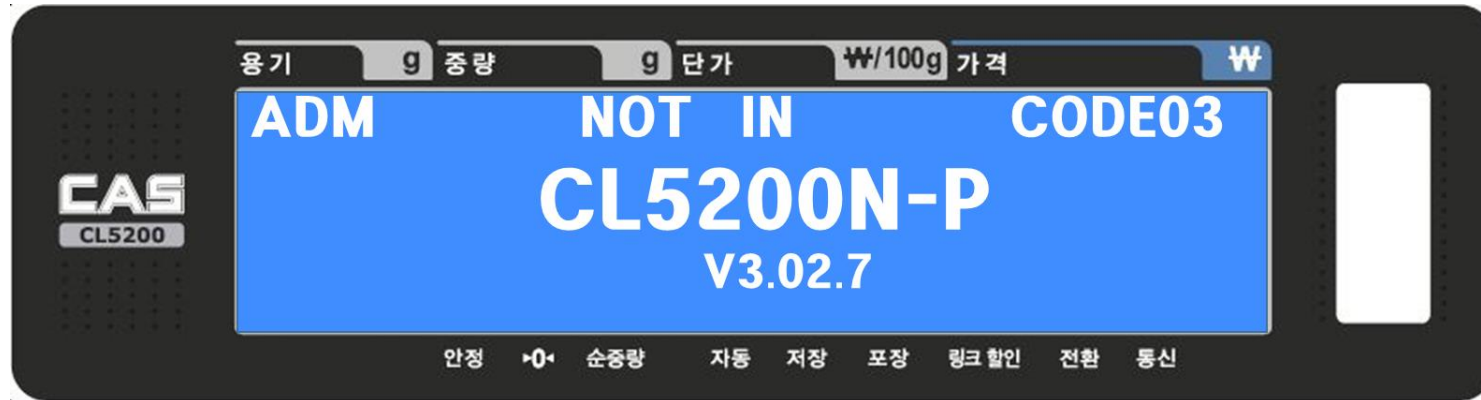 용기 g 중량 g 단가 ₩/100g 가격 ₩
ADM NOT IN CODE03
CL5200N-P
CAS
CL5200
V3.02.7
안정 ▸0◂ 순중량 자동 저장 포장 링크 할인 전환 통신